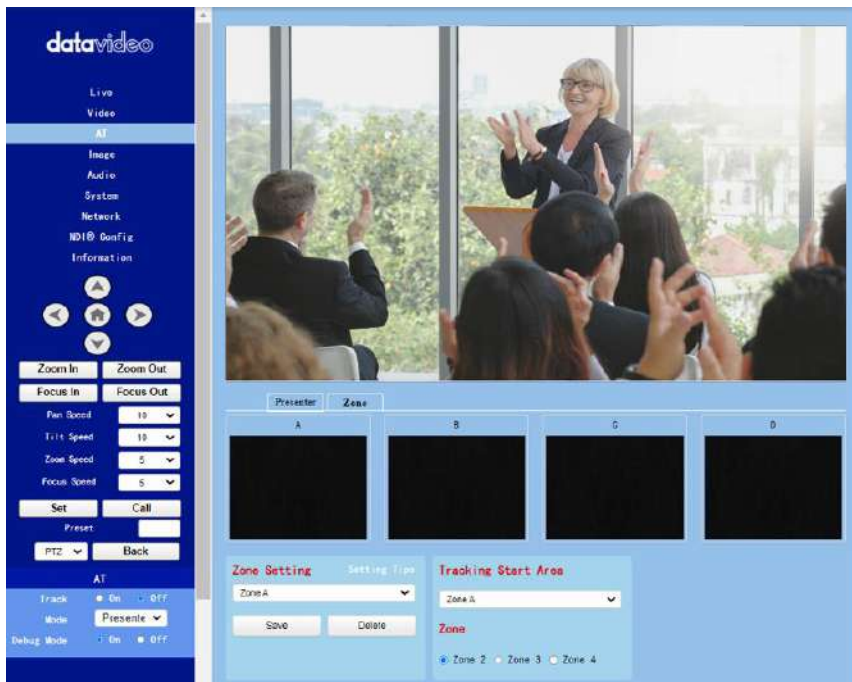 datavideo
Live
Video
AT
Image
Audio
System
Network
NDI® Config
Information
Zoom In Zoom Out
Focus In Focus Out
Pan Speed 10
Tilt Speed 10
Zoom Speed 5
Focus Speed 5
Set Call
Preset
PTZ Back
AT
Track On Off
Mode Presente
Debug Mode On Off
Presenter Zone
A B C D
Zone Setting Setting Tips
Zone A
Save Delete
Tracking Start Area
Zone A
Zone
Zone 2 Zone 3 Zone 4